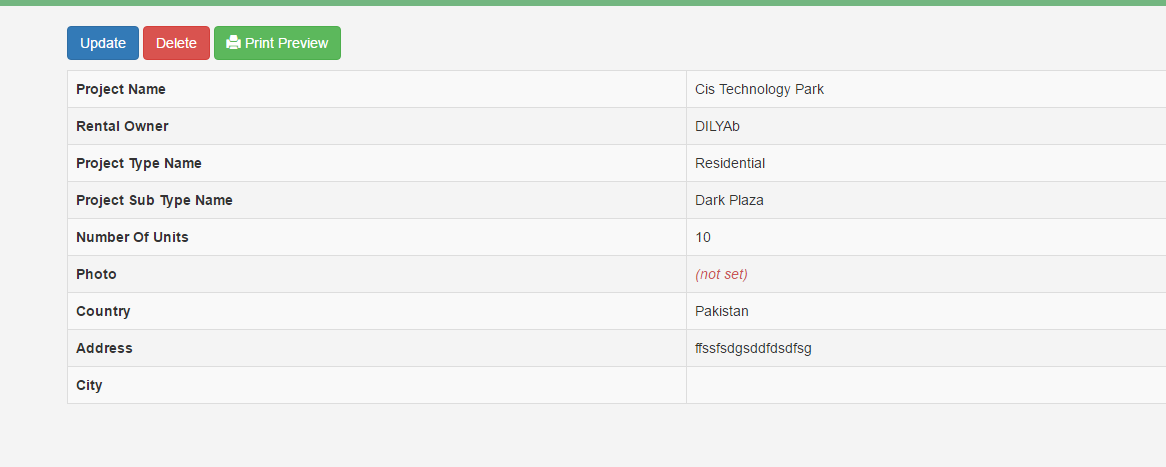 Update Delete Print Preview
Project Name Cis Technology Park
Rental Owner DILYAb
Project Type Name Residential
Project Sub Type Name Dark Plaza
Number Of Units 10
Photo (not set)
Country Pakistan
Address ffssfsdgsddfdsdfsg
City